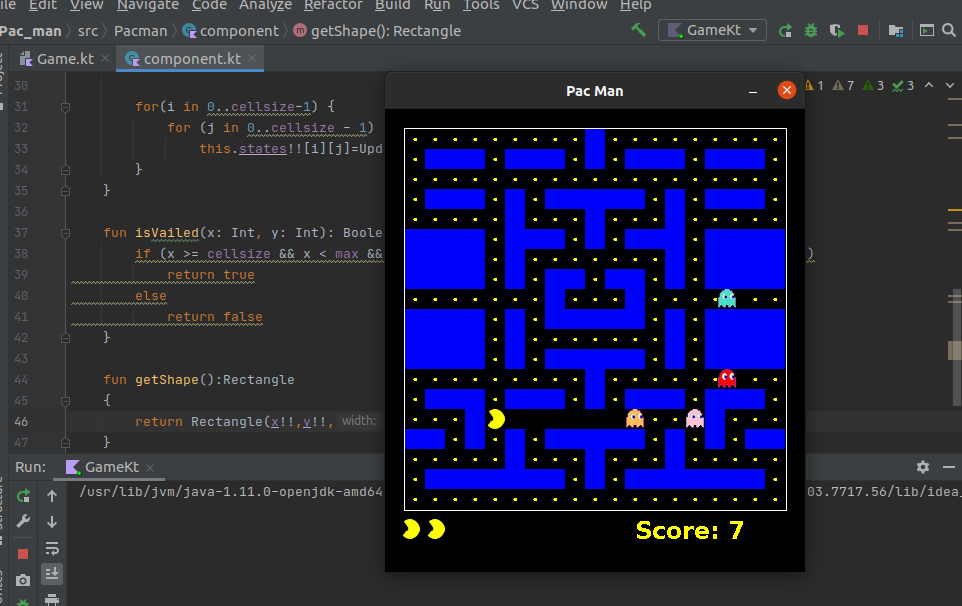 ile Edit View Navigate Code Analyze Refactor Build Run Tools VCS Window Help
Pac_man src Pacman component getShape(): Rectangle GameKt
Game.kt component.kt
Pac Man
1 7 3 3
30
31 for(i in 0..cellsize-1) {
32 for (j in 0..cellsize - 1)
33 this.states!![i][j]=Upd
34 }
35 }
36
37 fun isVailed(x: Int, y: Int): Boole
38 if (x >= cellsize && x < max && )
39 return true
40 else
41 return false
42 }
43
44 fun getShape():Rectangle
45 {
46 return Rectangle(x!!,y!!, width:
47 }
Score: 7
Run: GameKt
/usr/lib/jvm/java-1.11.0-openjdk-amd64 03.7717.56/lib/idea_